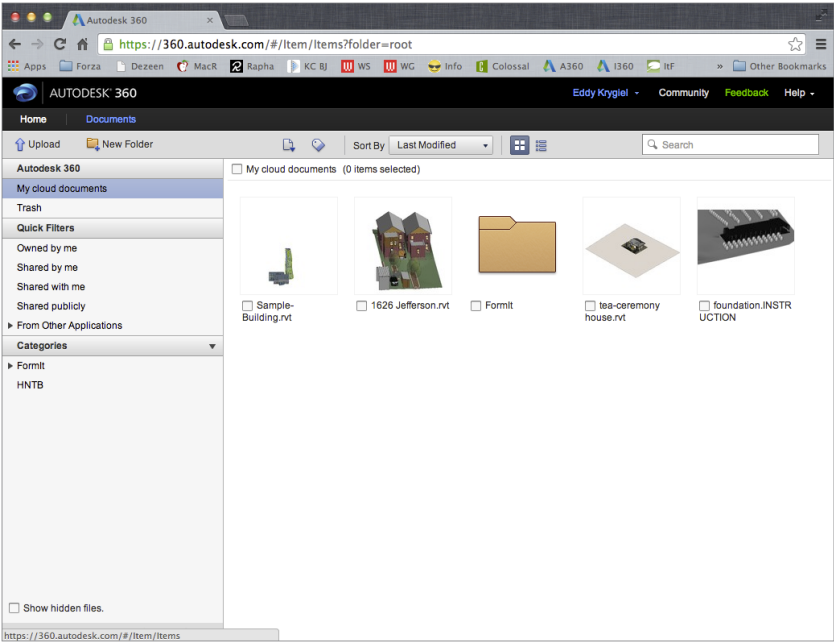 Autodesk 360
https://360.autodesk.com/#/Item/Items?folder=root
Apps Forza Dezeen MacR Rapha KC BJ WS WG Info Colossal A360 I360 ItF » Other Bookmarks
AUTODESK® 360 Eddy Krygiel Community Feedback Help
Home Documents
Upload New Folder Sort By Last Modified Search
Autodesk 360
My cloud documents
Trash
Quick Filters
Owned by me
Shared by me
Shared with me
Shared publicly
From Other Applications
Categories
FormIt
HNTB
Show hidden files.
https://360.autodesk.com/#/Item/Items
My cloud documents (0 items selected)
Sample-
Building.rvt
1626 Jefferson.rvt
FormIt
tea-ceremony
house.rvt
foundation.INSTR
UCTION